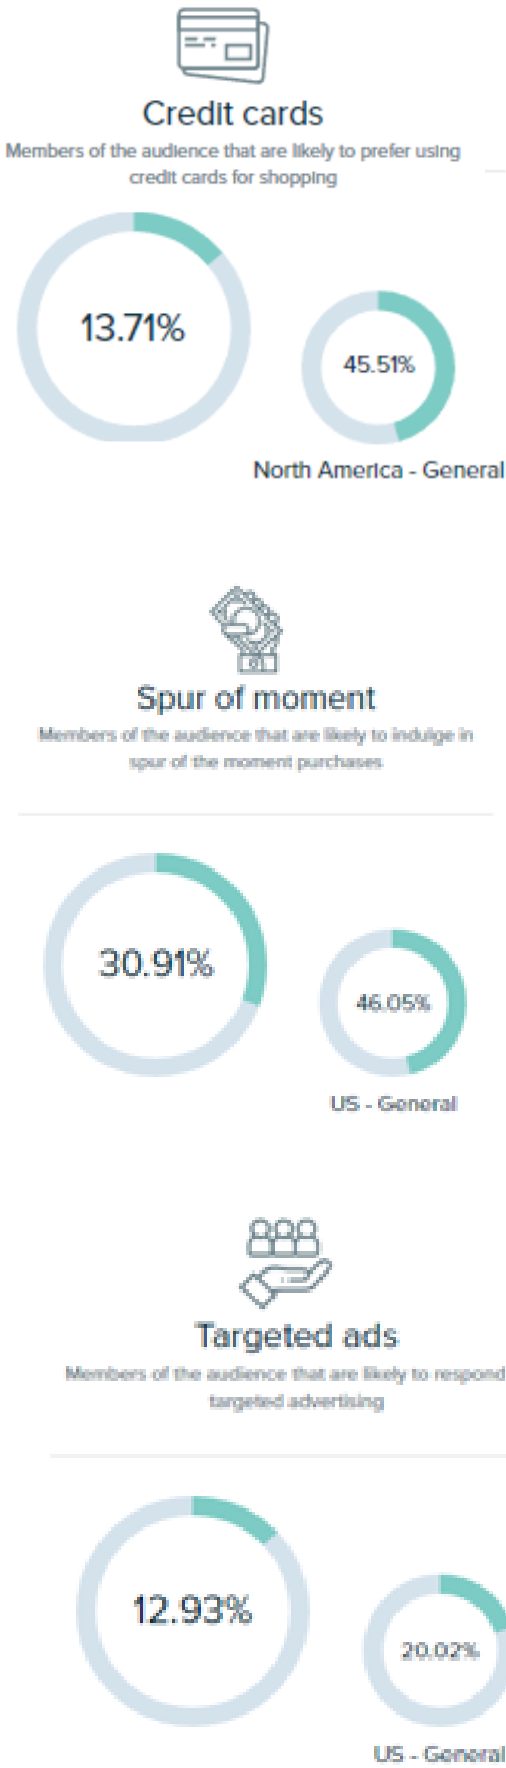 Credit cards
Members of the audience that are likely to prefer using
credit cards for shopping
13.71%
45.51%
North America - General
Spur of moment
Members of the audience that are likely to indulge in
spur of the moment purchases
30.91%
46.05%
US - General
Targeted ads
Members of the audience that are likely to respond
targeted advertising
12.93%
20.02%
US - General